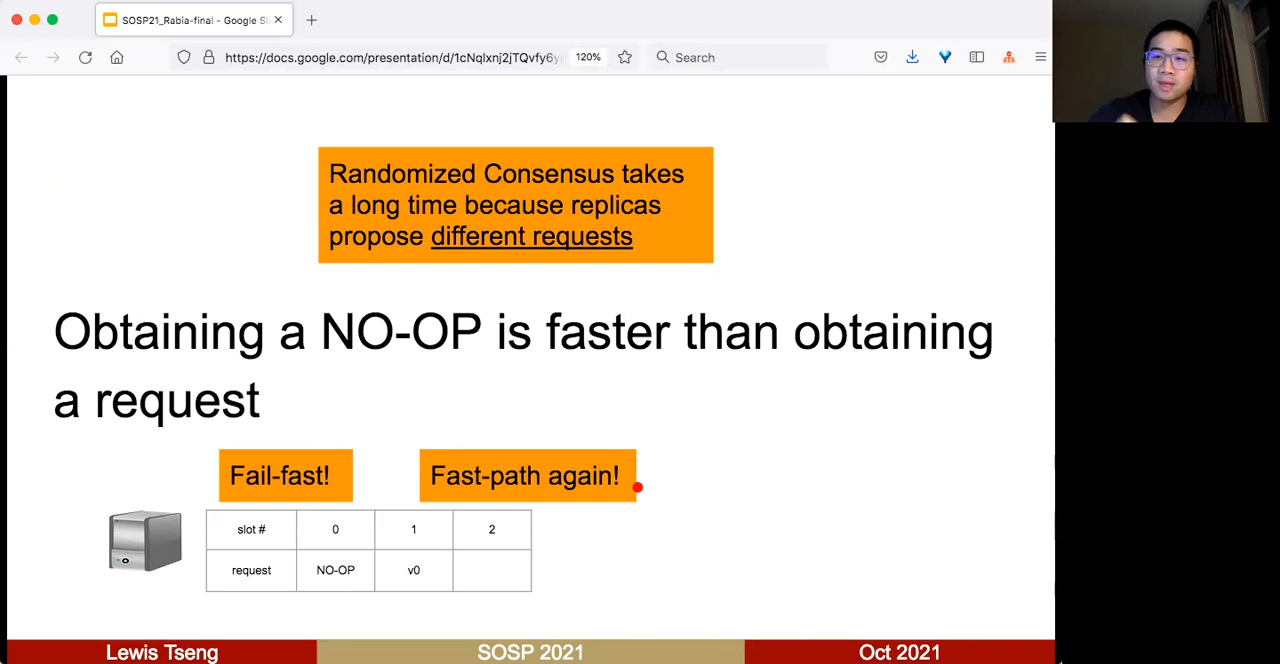 SOSP21_Rabia-final - Google Sl
https://docs.google.com/presentation/d/1cNqlxnj2jTQvfy6y
120%
Search
Randomized Consensus takes
a long time because replicas
propose different requests
Obtaining a NO-OP is faster than obtaining
a request
Fail-fast!
Fast-path again!
slot # 0 1 2
request NO-OP v0
Lewis Tseng
SOSP 2021
Oct 2021